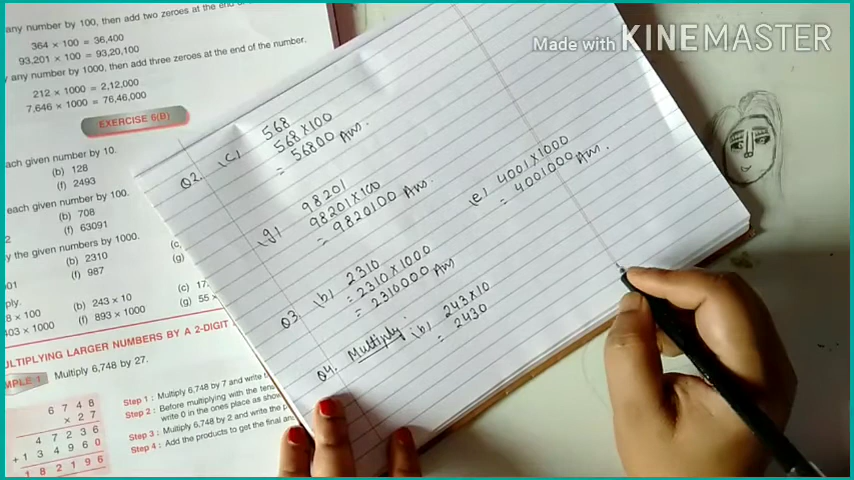 any number by 100, then add two zeroes at the end
364 × 100 = 36,400
93,201 × 100 = 93,20,100
any number by 1000, then add three zeroes at the end of the number.
212 × 1000 = 2,12,000
7,646 × 1000 = 76,46,000
EXERCISE 6(B)
each given number by 10.
(b) 128
(f) 2493
each given number by 100.
(b) 708
(f) 63091
the given numbers by 1000.
(b) 2310
(f) 987
(g)
(b) 243 × 10
(c) 17
403 × 1000 (f) 893 × 1000 (g) 55 ×
MULTIPLYING LARGER NUMBERS BY A 2-DIGIT
Multiply 6,748 by 27.
6 7 4 8
× 2 7
4 7 2 3 6
+ 1 3 4 9 6 0
1 8 2 1 9 6
Step 1 : Multiply 6,748 by 7 and write
Step 2 : Before multiplying with the tens
write 0 in the ones place as show
Step 3 : Multiply 6,748 by 2 and write the
Step 4 : Add the products to get the final
Q2. (c) 568
568×100
= 56800 Ans.
(g) 98201
98201×100
= 9820100 Ans.
(e) 4001×1000
= 4001000 Ans.
Q3. (b) 2310
= 2310×1000
= 2310000 Ans
Q4. Multiply. (b) 243×10
= 2430
Made with KINEMASTER